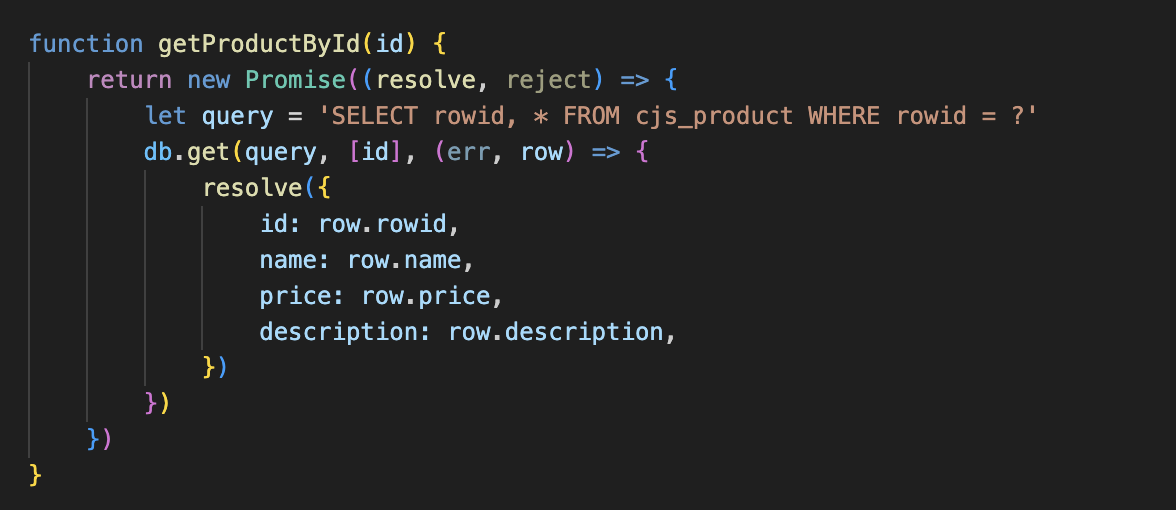 function getProductById(id) {
    return new Promise((resolve, reject) => {
        let query = 'SELECT rowid, * FROM cjs_product WHERE rowid = ?'
        db.get(query, [id], (err, row) => {
            resolve({
                id: row.rowid,
                name: row.name,
                price: row.price,
                description: row.description,
            })
        })
    })
}